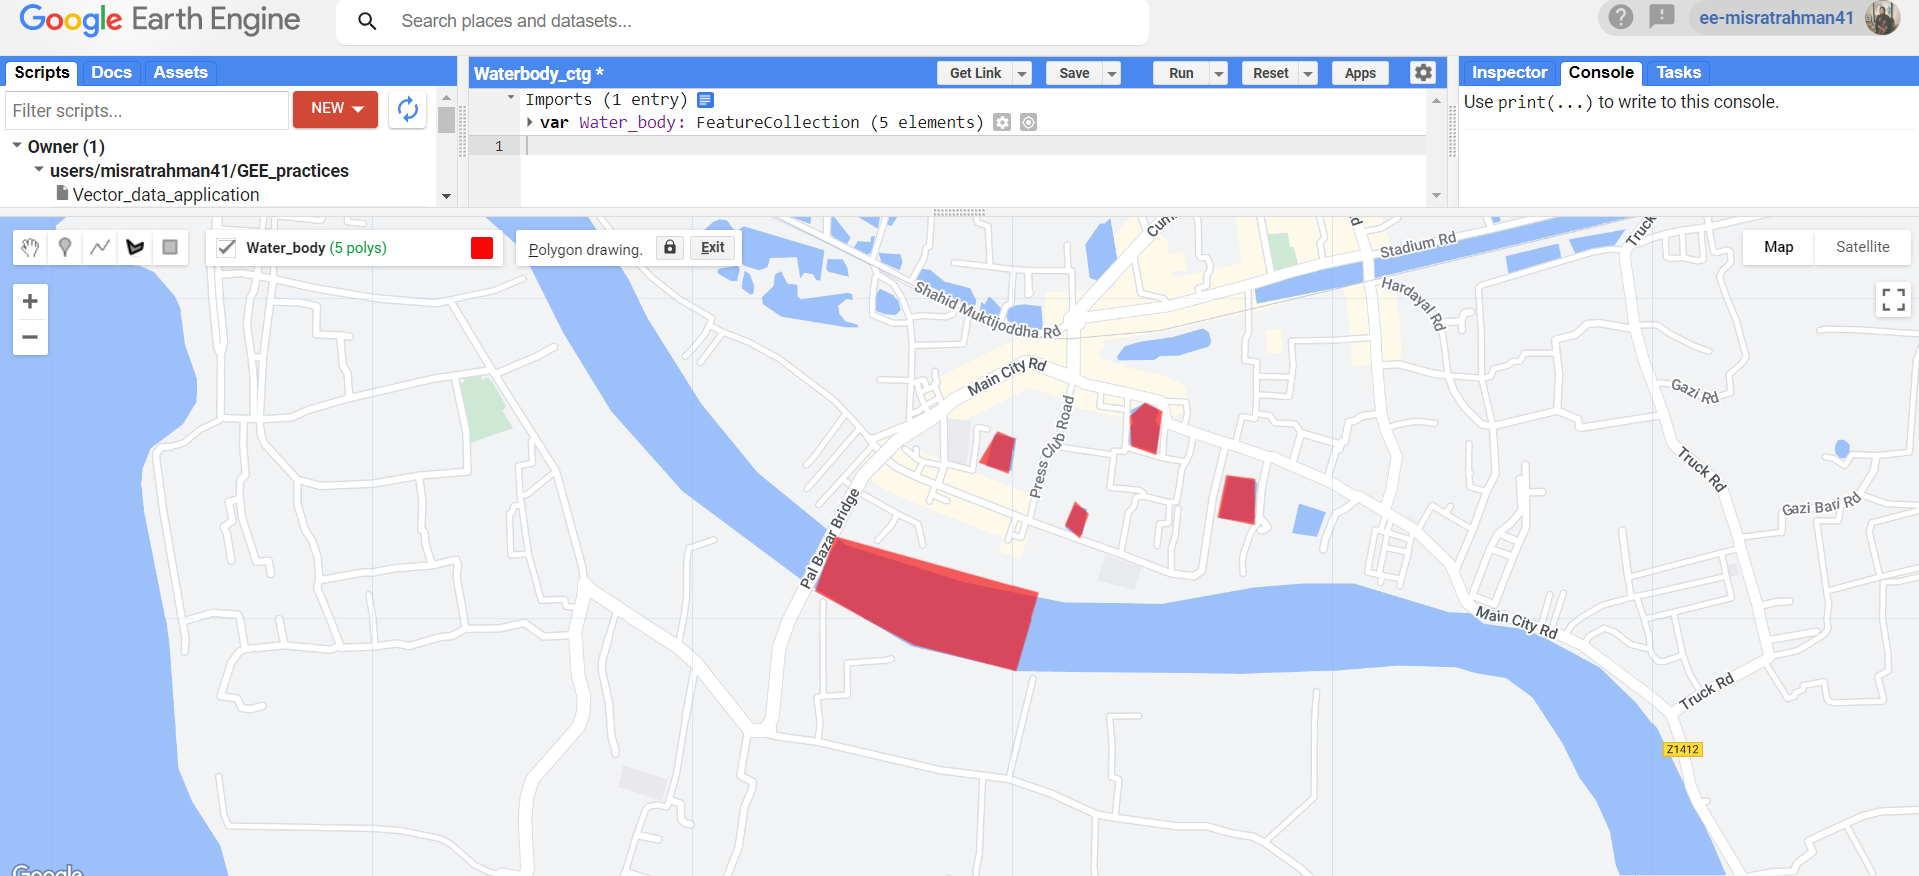 Google Earth Engine
Search places and datasets...
ee-misratrahman41
Scripts Docs Assets
Filter scripts...
NEW
Owner (1)
users/misratrahman41/GEE_practices
Vector_data_application
Waterbody_ctg *
Get Link
Save
Run
Reset
Apps
Imports (1 entry)
var Water_body: FeatureCollection (5 elements)
1
Inspector Console Tasks
Use print(...) to write to this console.
Water_body (5 polys)
Polygon drawing.
Exit
Map Satellite
+
−
Stadium Rd
Truck
Hardayal Rd
Shahid Muktijoddha Rd
Main City Rd
Press Club Road
Gazi Rd
Truck Rd
Gazi Bari Rd
Pal Bazar Bridge
Main City Rd
Truck Rd
Z1412
Google